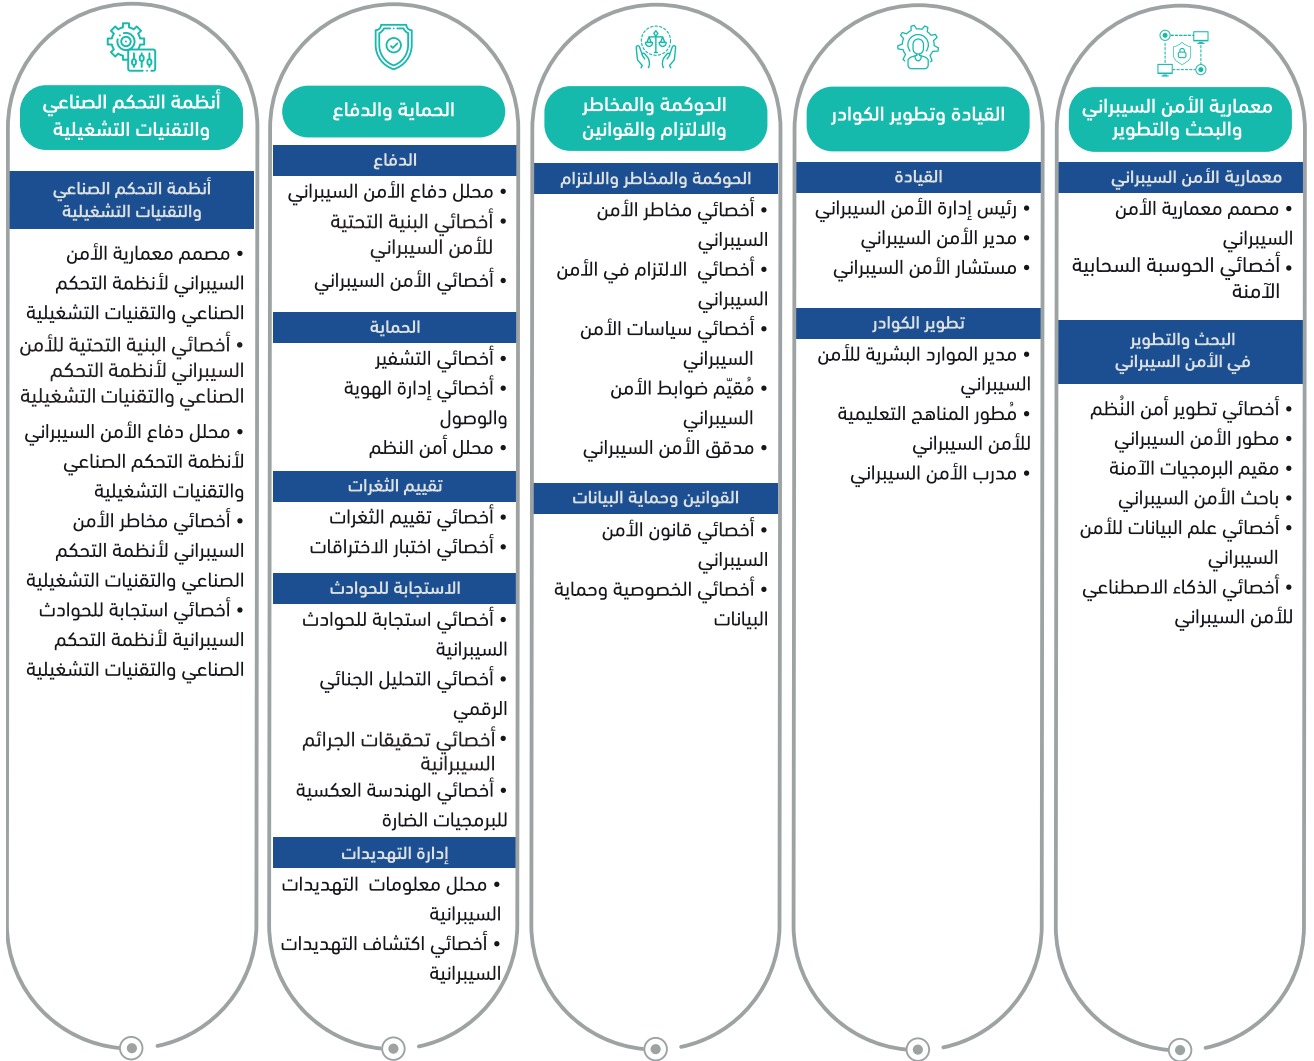 معمارية الأمن السيبراني
والبحث والتطوير
معمارية الأمن السيبراني
• مصمم معمارية الأمن
السيبراني
• أخصائي الحوسبة السحابية
الآمنة
البحث والتطوير
في الأمن السيبراني
• أخصائي تطوير أمن النُظم
• مطور الأمن السيبراني
• مقيم البرمجيات الآمنة
• باحث الأمن السيبراني
• أخصائي علم البيانات للأمن
السيبراني
• أخصائي الذكاء الاصطناعي
للأمن السيبراني
القيادة وتطوير الكوادر
القيادة
• رئيس إدارة الأمن السيبراني
• مدير الأمن السيبراني
• مستشار الأمن السيبراني
تطوير الكوادر
• مدير الموارد البشرية للأمن
السيبراني
• مُطور المناهج التعليمية
للأمن السيبراني
• مدرب الأمن السيبراني
الحوكمة والمخاطر
والالتزام والقوانين
الحوكمة والمخاطر والالتزام
• أخصائي مخاطر الأمن
السيبراني
• أخصائي الالتزام في الأمن
السيبراني
• أخصائي سياسات الأمن
السيبراني
• مُقيّم ضوابط الأمن
السيبراني
• مدقق الأمن السيبراني
القوانين وحماية البيانات
• أخصائي قانون الأمن
السيبراني
• أخصائي الخصوصية وحماية
البيانات
الحماية والدفاع
الدفاع
• محلل دفاع الأمن السيبراني
• أخصائي البنية التحتية
للأمن السيبراني
• أخصائي الأمن السيبراني
الحماية
• أخصائي التشفير
• أخصائي إدارة الهوية
والوصول
• محلل أمن النظم
تقييم الثغرات
• أخصائي تقييم الثغرات
• أخصائي اختبار الاختراقات
الاستجابة للحوادث
• أخصائي استجابة للحوادث
السيبرانية
• أخصائي التحليل الجنائي
الرقمي
• أخصائي تحقيقات الجرائم
السيبرانية
• أخصائي الهندسة العكسية
للبرمجيات الضارة
إدارة التهديدات
• محلل معلومات التهديدات
السيبرانية
• أخصائي اكتشاف التهديدات
السيبرانية
أنظمة التحكم الصناعي
والتقنيات التشغيلية
أنظمة التحكم الصناعي
والتقنيات التشغيلية
• مصمم معمارية الأمن
السيبراني لأنظمة التحكم
الصناعي والتقنيات التشغيلية
• أخصائي البنية التحتية للأمن
السيبراني لأنظمة التحكم
الصناعي والتقنيات التشغيلية
• محلل دفاع الأمن السيبراني
لأنظمة التحكم الصناعي
والتقنيات التشغيلية
• أخصائي مخاطر الأمن
السيبراني لأنظمة التحكم
الصناعي والتقنيات التشغيلية
• أخصائي استجابة للحوادث
السيبرانية لأنظمة التحكم
الصناعي والتقنيات التشغيلية